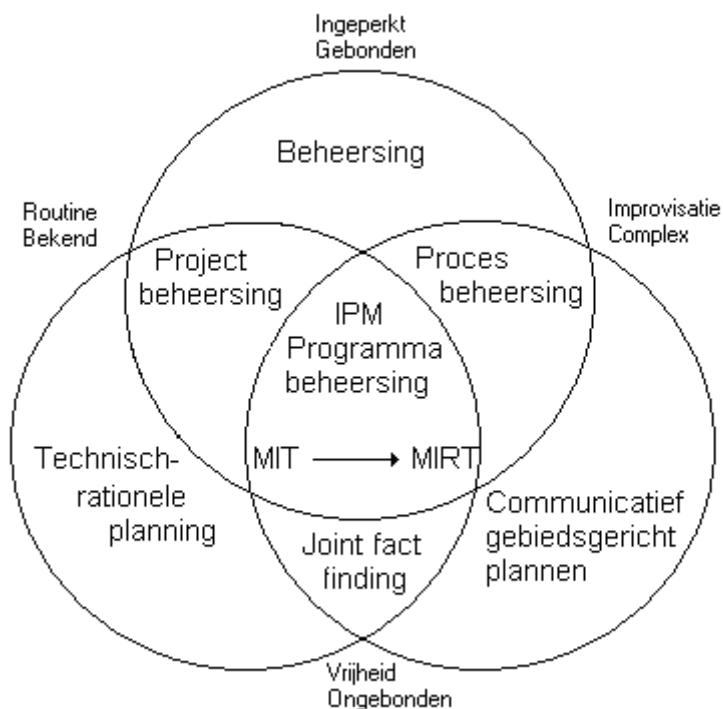 Ingeperkt
Gebonden
Beheersing
Routine
Bekend
Improvisatie
Complex
Project
beheersing
Proces
beheersing
IPM
Programma
beheersing
MIT
MIRT
Technisch-
rationele
planning
Communicatief
gebiedsgericht
plannen
Joint fact
finding
Vrijheid
Ongebonden